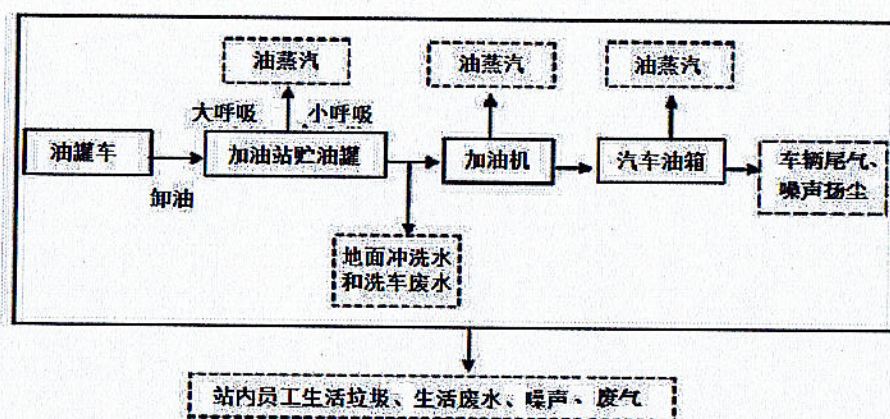 油蒸汽 油蒸汽 油蒸汽
大呼吸 小呼吸
油罐车 加油站贮油罐 加油机 汽车油箱 车辆尾气、
噪声扬尘
卸油
地面冲洗水
和洗车废水
站内员工生活垃圾、生活废水、噪声、废气